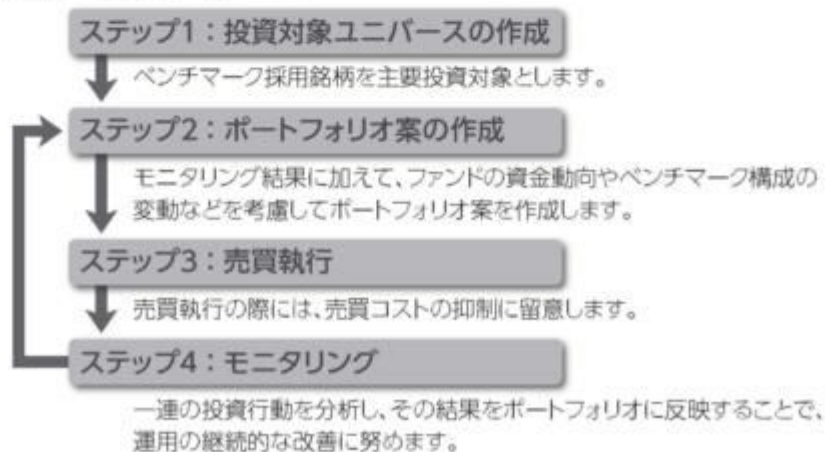 ステップ1：投資対象ユニバースの作成
ベンチマーク採用銘柄を主要投資対象とします。
ステップ2：ポートフォリオ案の作成
モニタリング結果に加えて、ファンドの資金動向やベンチマーク構成の
変動などを考慮してポートフォリオ案を作成します。
ステップ3：売買執行
売買執行の際には、売買コストの抑制に留意します。
ステップ4：モニタリング
一連の投資行動を分析し、その結果をポートフォリオに反映することで、
運用の継続的な改善に努めます。